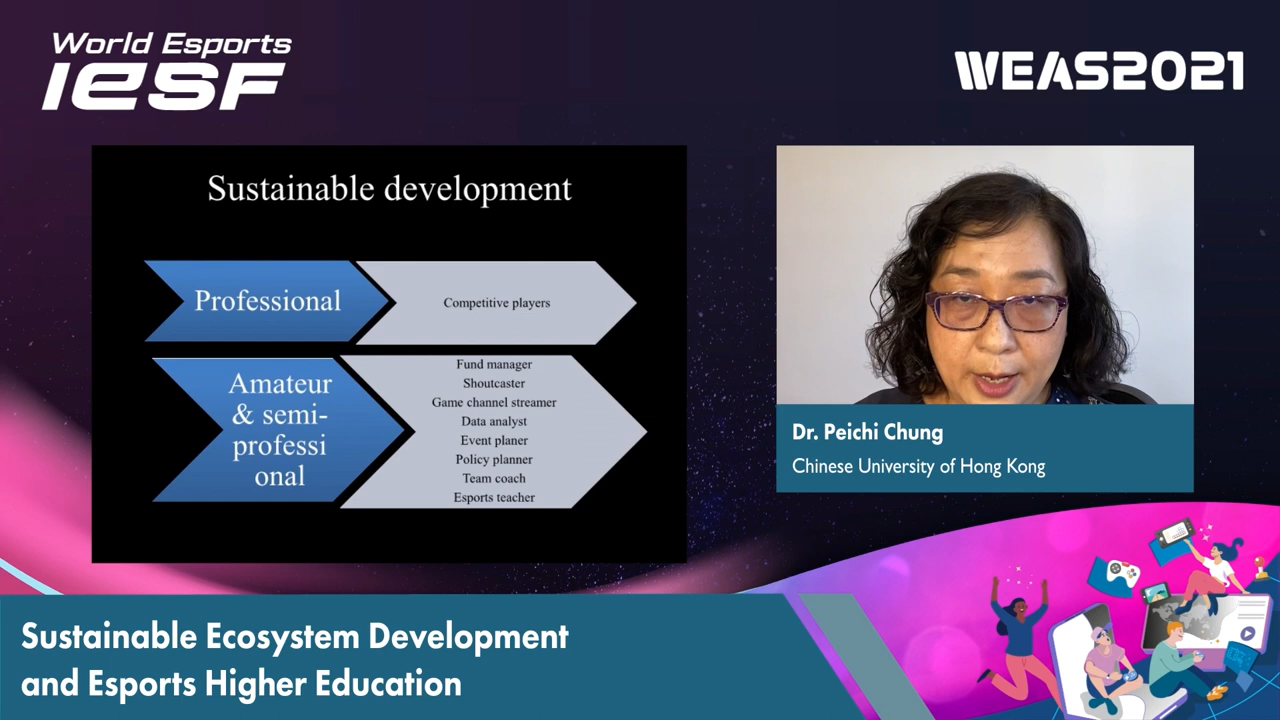 World Esports
IESF
WEAS2021
Sustainable development
Professional
Competitive players
Amateur
& semi-
professi
onal
Fund manager
Shoutcaster
Game channel streamer
Data analyst
Event planer
Policy planner
Team coach
Esports teacher
Dr. Peichi Chung
Chinese University of Hong Kong
Sustainable Ecosystem Development
and Esports Higher Education